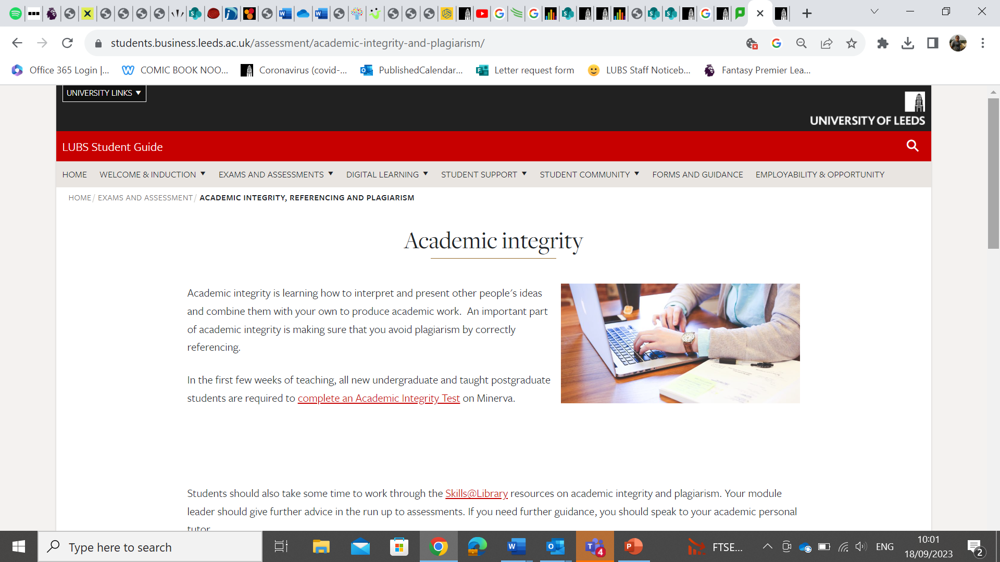 students.business.leeds.ac.uk/assessment/academic-integrity-and-plagiarism/
Office 365 Login |...
COMIC BOOK NOO...
Coronavirus (covid-...
PublishedCalendar...
Letter request form
LUBS Staff Noticeb...
Fantasy Premier Lea...
UNIVERSITY LINKS ▼
UNIVERSITY OF LEEDS
LUBS Student Guide
HOME
WELCOME & INDUCTION ▼
EXAMS AND ASSESSMENTS ▼
DIGITAL LEARNING ▼
STUDENT SUPPORT ▼
STUDENT COMMUNITY ▼
FORMS AND GUIDANCE
EMPLOYABILITY & OPPORTUNITY
HOME / EXAMS AND ASSESSMENT / ACADEMIC INTEGRITY, REFERENCING AND PLAGIARISM
Academic integrity
Academic integrity is learning how to interpret and present other people's ideas
and combine them with your own to produce academic work.  An important part
of academic integrity is making sure that you avoid plagiarism by correctly
referencing.
In the first few weeks of teaching, all new undergraduate and taught postgraduate
students are required to complete an Academic Integrity Test on Minerva.
Students should also take some time to work through the Skills@Library resources on academic integrity and plagiarism. Your module
leader should give further advice in the run up to assessments. If you need further guidance, you should speak to your academic personal
tutor
Type here to search
4
FTSE...
ENG
10:01
18/09/2023
2